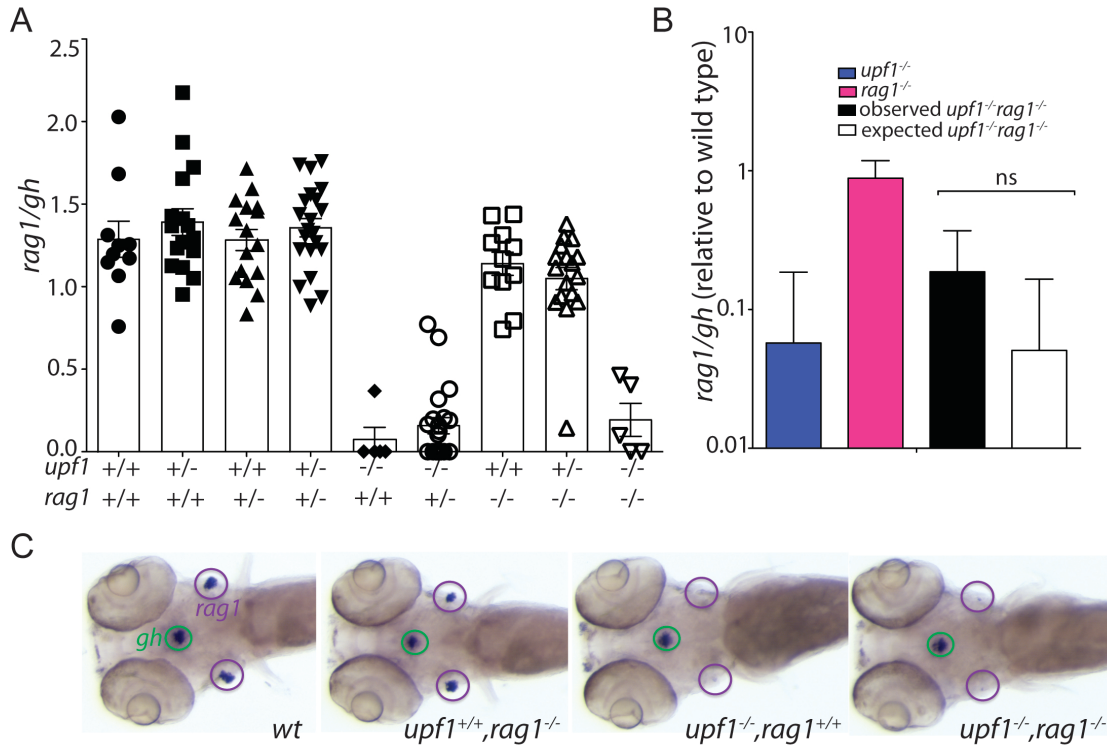 A
rag1/gh
2.5
2.0
1.5
1.0
0.5
0.0
upf1 +/+ +/- +/+ +/- -/- -/- +/+ +/- -/-
rag1 +/+ +/+ +/- +/- +/+ +/- -/- -/- -/-
B
rag1/gh (relative to wild type)
10
1
0.1
0.01
upf1-/-
rag1-/-
observed upf1-/-rag1-/-
expected upf1-/-rag1-/-
ns
C
rag1
gh
wt
upf1+/+,rag1-/-
upf1-/-,rag1+/+
upf1-/-,rag1-/-